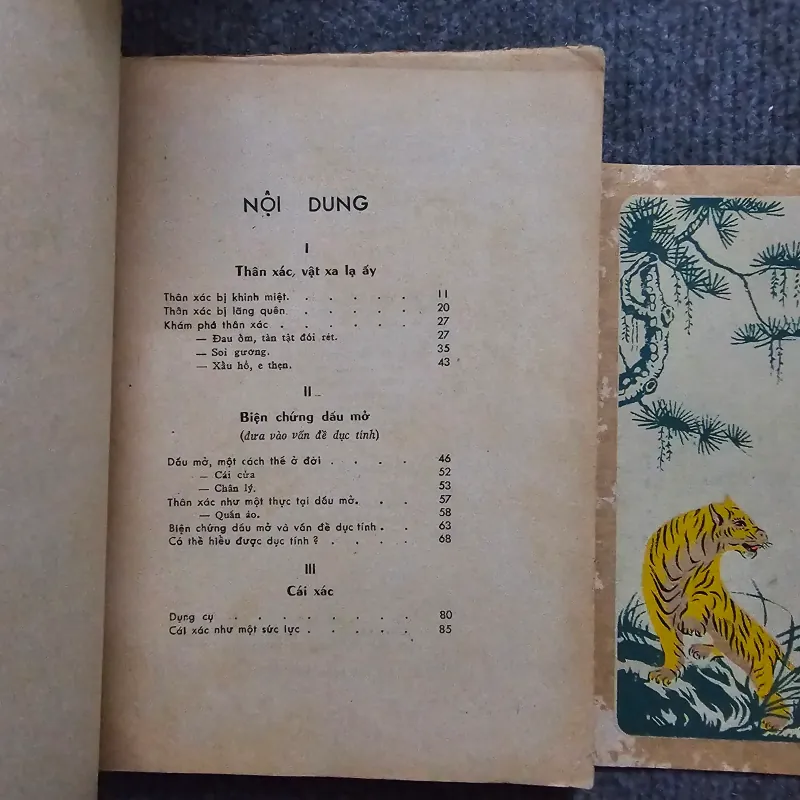 NỘI DUNG
I
Thân xác, vật xa lạ ấy
Thân xác bị khinh miệt. . . . . . 11
Thân xác bị lãng quên . . . . . . 20
Khám phá thân xác . . . . . . 27
— Đau ốm, tàn tật đói rét. 27
— Soi gương. 35
— Xấu hổ, e thẹn. 43
II
Biện chứng dấu mở
(đưa vào vấn đề dục tính)
Dấu mở, một cách thế ở đời . . . . 46
— Cái cửa 52
— Chân lý. 53
Thân xác như một thực tại dấu mở. . . 57
— Quần áo. 58
Biện chứng dấu mở và vấn đề dục tính . . 63
Có thể hiểu được dục tính ? . . . . 68
III
Cái xác
Dụng cụ . . . . . . . . 80
Cái xác như một sức lực . . . . . 85